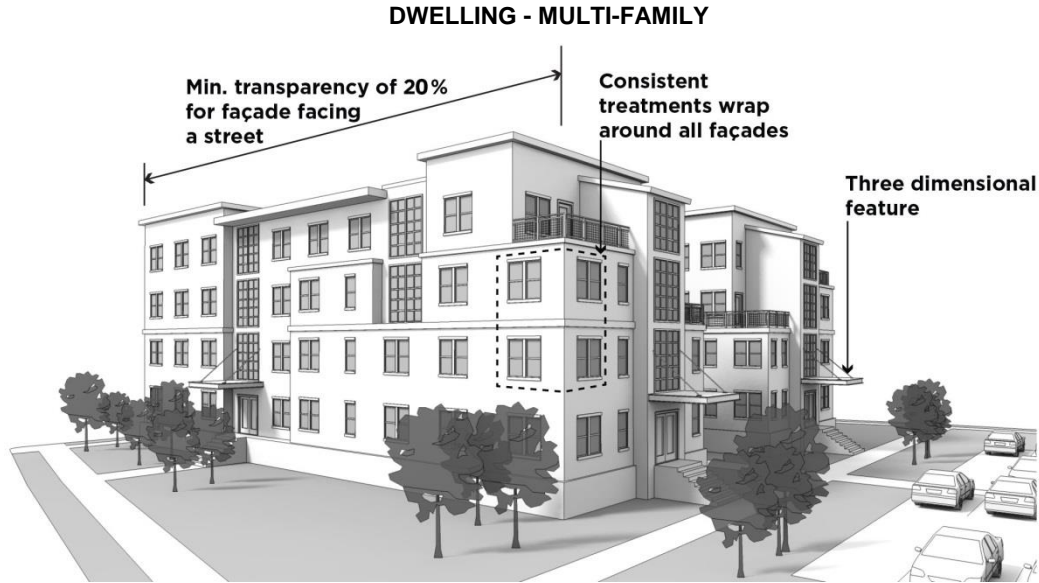 DWELLING - MULTI-FAMILY
Min. transparency of 20%
for façade facing
a street
Consistent
treatments wrap
around all façades
Three dimensional
feature